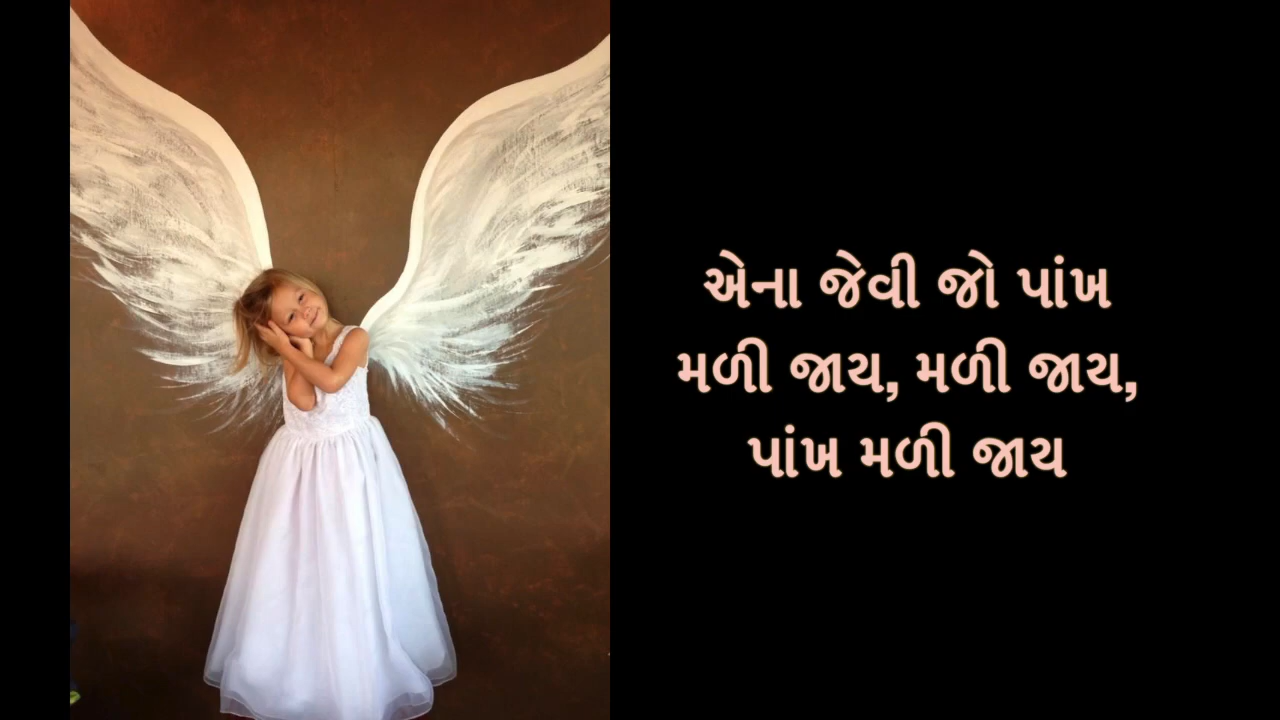 એના જેવી જો પાંખ
મળી જાય, મળી જાય,
પાંખ મળી જાય